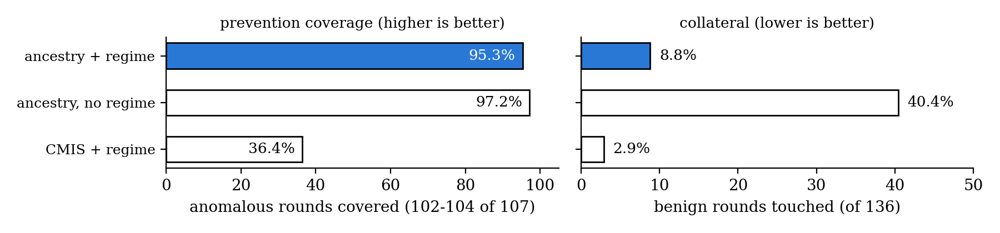 prevention coverage (higher is better)
collateral (lower is better)
ancestry + regime
95.3%
8.8%
ancestry, no regime
97.2%
40.4%
CMIS + regime
36.4%
2.9%
0 20 40 60 80 100
0 10 20 30 40 50
anomalous rounds covered (102-104 of 107)
benign rounds touched (of 136)